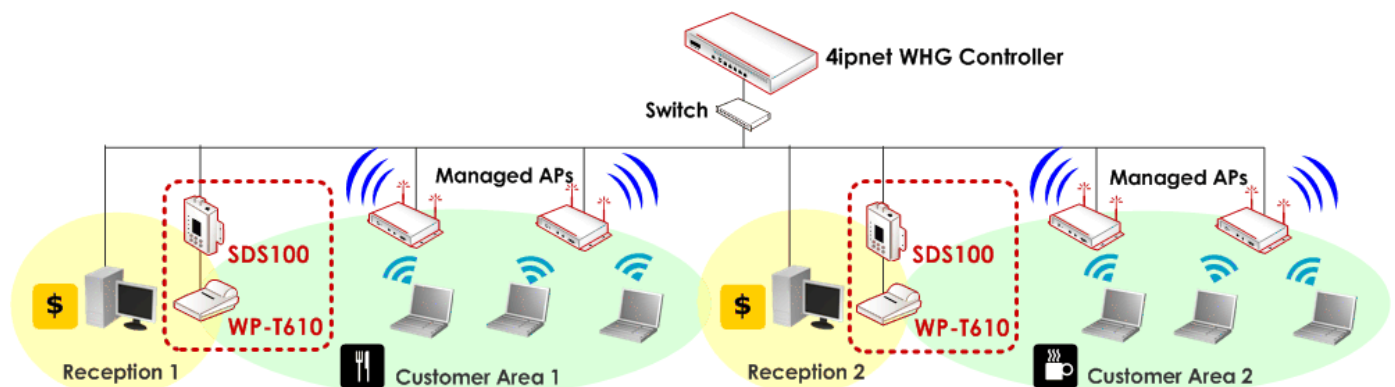 4ipnet WHG Controller
Switch
Managed APs
Managed APs
SDS100
SDS100
$
WP-T610
$
WP-T610
Reception 1
Customer Area 1
Reception 2
Customer Area 2